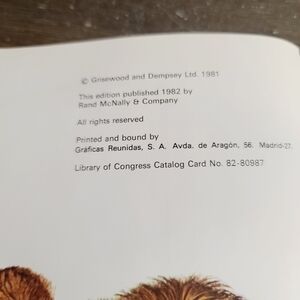 © Grisewood and Dempsey Ltd. 1981
This edition published 1982 by
Rand McNally & Company
All rights reserved
Printed and bound by
Gráficas Reunidas, S. A. Avda. de Aragón, 56. Madrid-27.
Library of Congress Catalog Card No. 82-80987